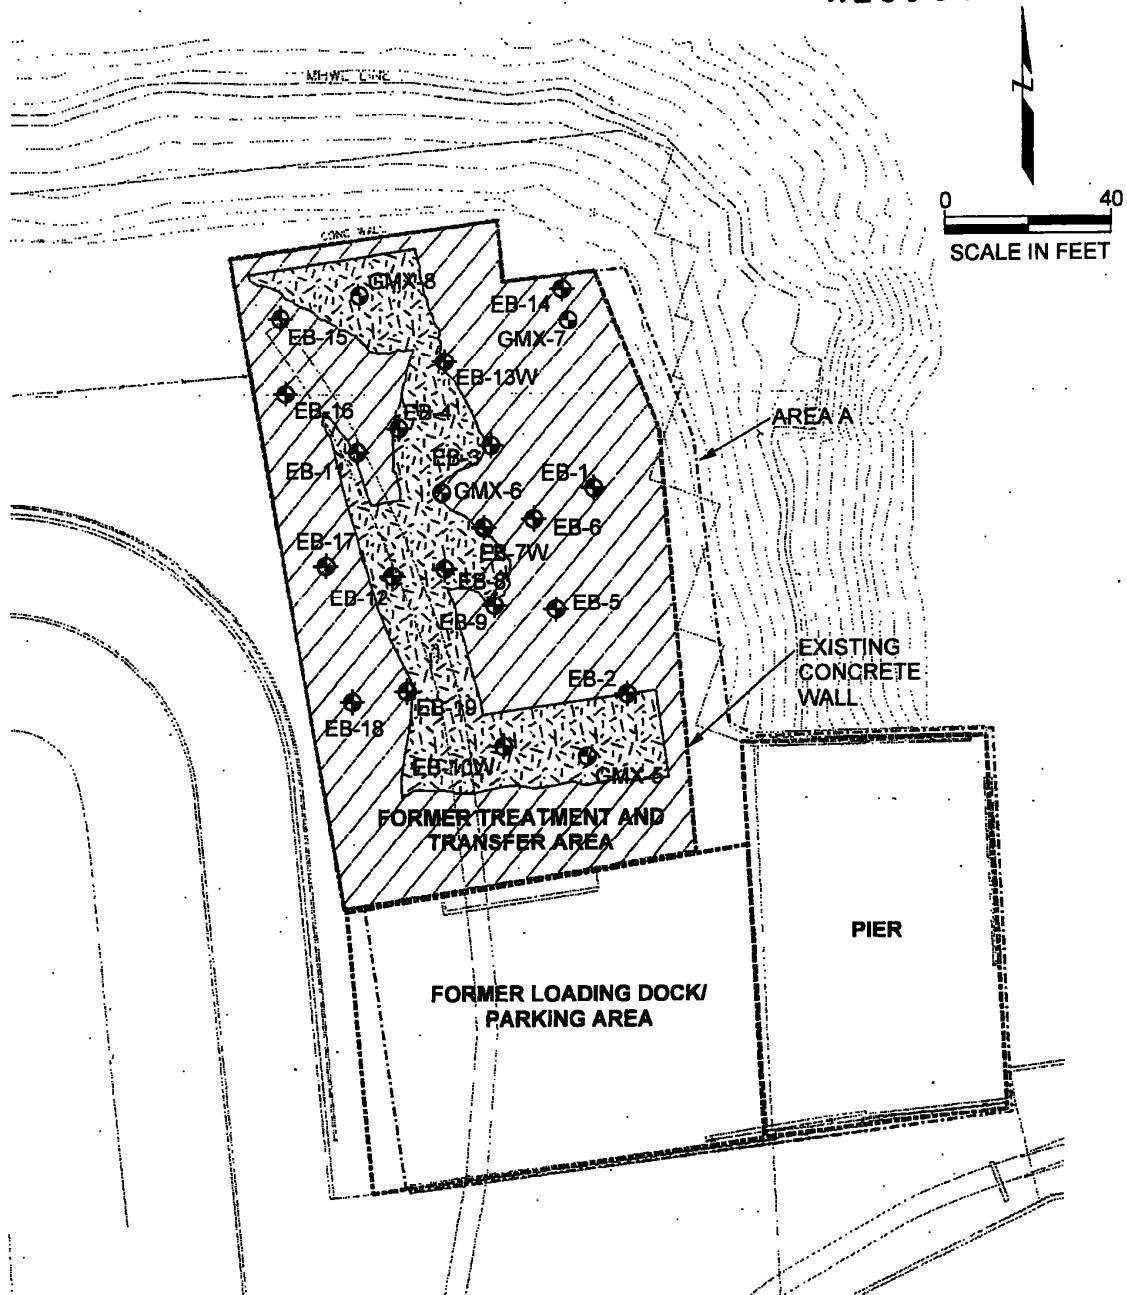 MHWL LINE
N
0 40
SCALE IN FEET
CONC WALL
GMX-8
EB-14
EB-15
GMX-7
EB-13W
EB-16
EB-4
AREA A
EB-3
EB-11
EB-1
GMX-6
EB-6
EB-17
EB-7W
EB-8
EB-12
EB-5
EB-9
EXISTING
CONCRETE
WALL
EB-2
EB-19
EB-18
EB-10W
GMX-5
FORMER TREATMENT AND
TRANSFER AREA
PIER
FORMER LOADING DOCK/
PARKING AREA